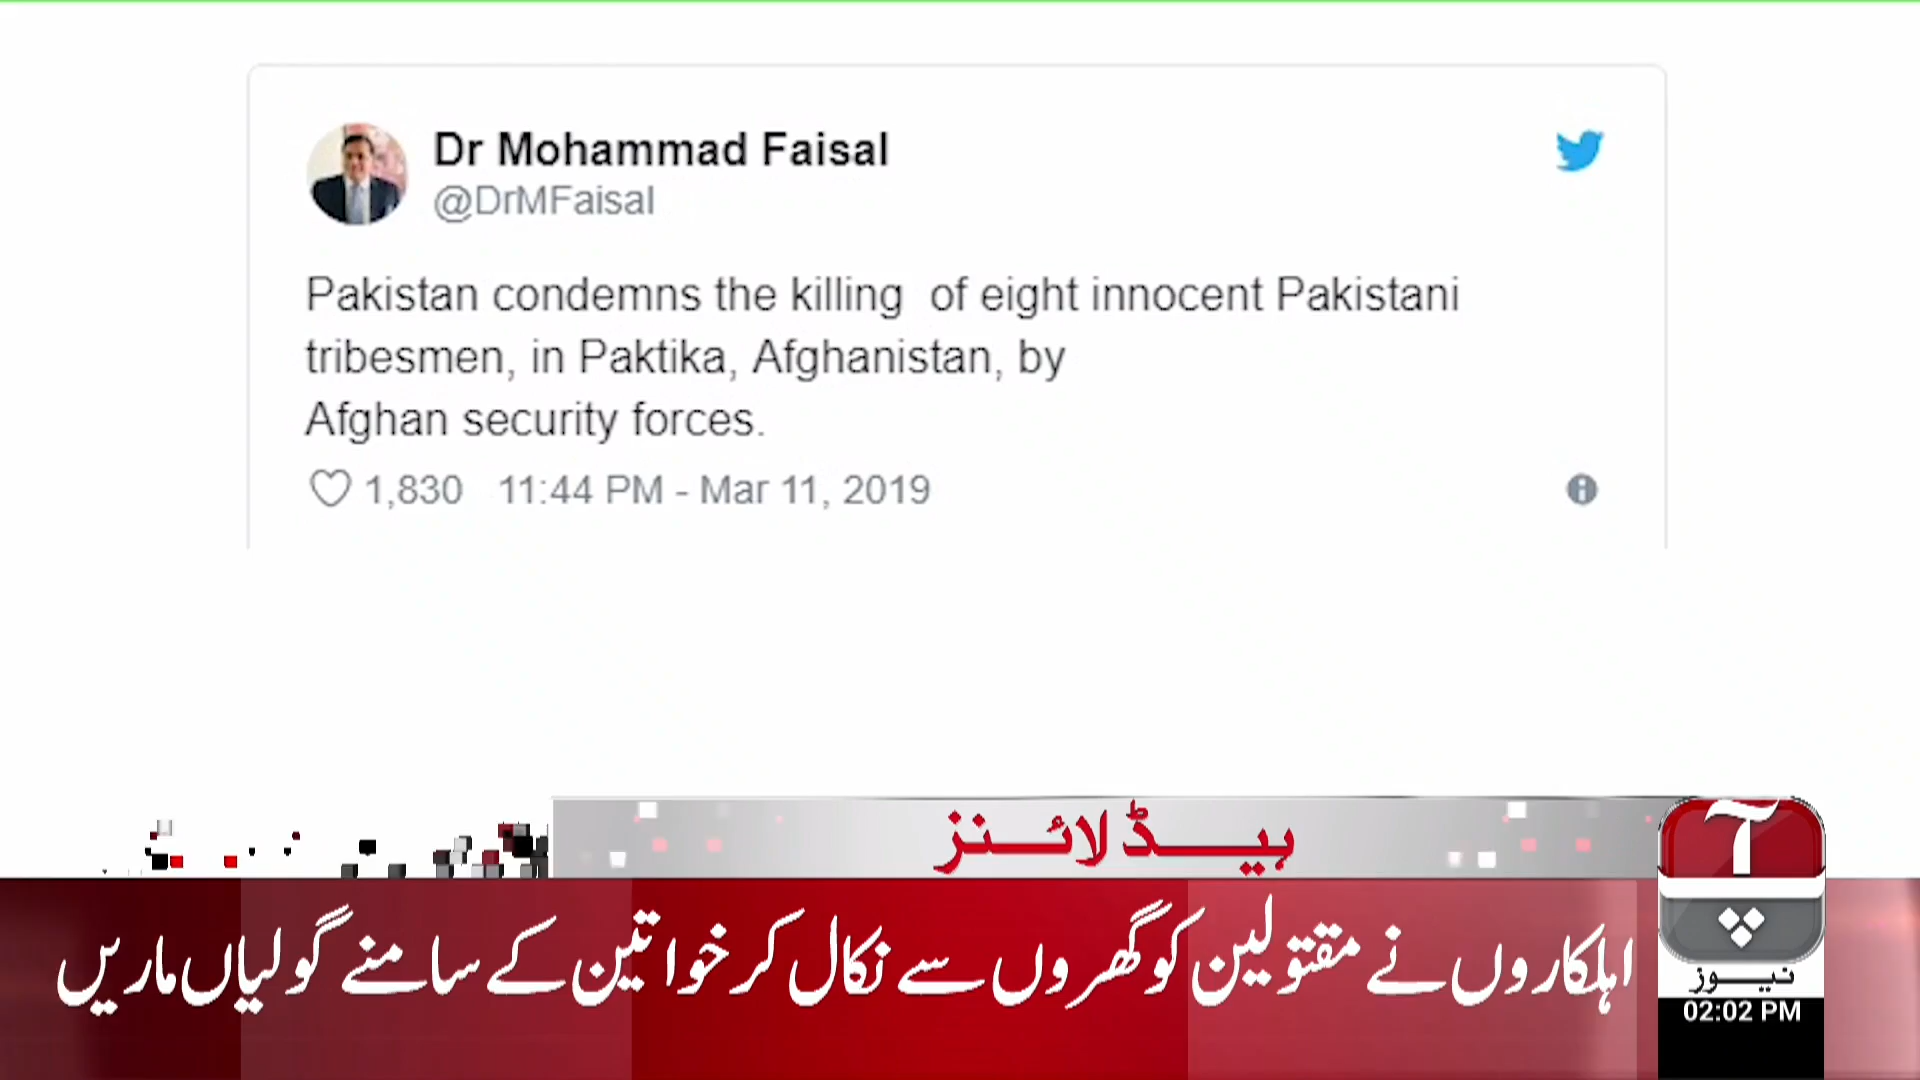 Dr Mohammad Faisal
@DrMFaisal
Pakistan condemns the killing of eight innocent Pakistani
tribesmen, in Paktika, Afghanistan, by
Afghan security forces.
1,830 11:44 PM - Mar 11, 2019
ہیڈلائنز
اہلکاروں نے مقتولین کو گھروں سے نکال کر خواتین کے سامنے گولیاں ماریں
آپ
نیوز
02:02 PM